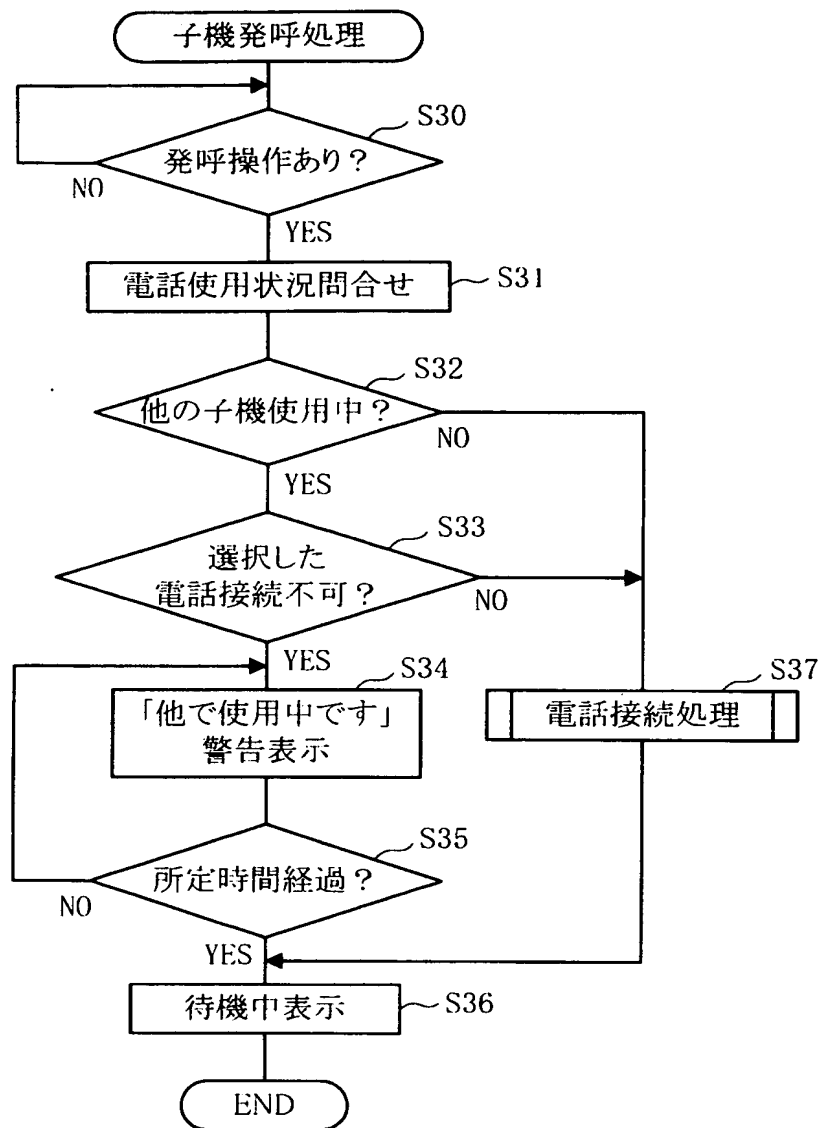 子機発呼処理
S30
発呼操作あり?
NO
YES
電話使用状況問合せ
S31
S32
他の子機使用中?
NO
YES
S33
選択した
電話接続不可?
NO
YES
S34
「他で使用中です」
警告表示
S37
電話接続処理
S35
所定時間経過?
NO
YES
待機中表示
S36
END